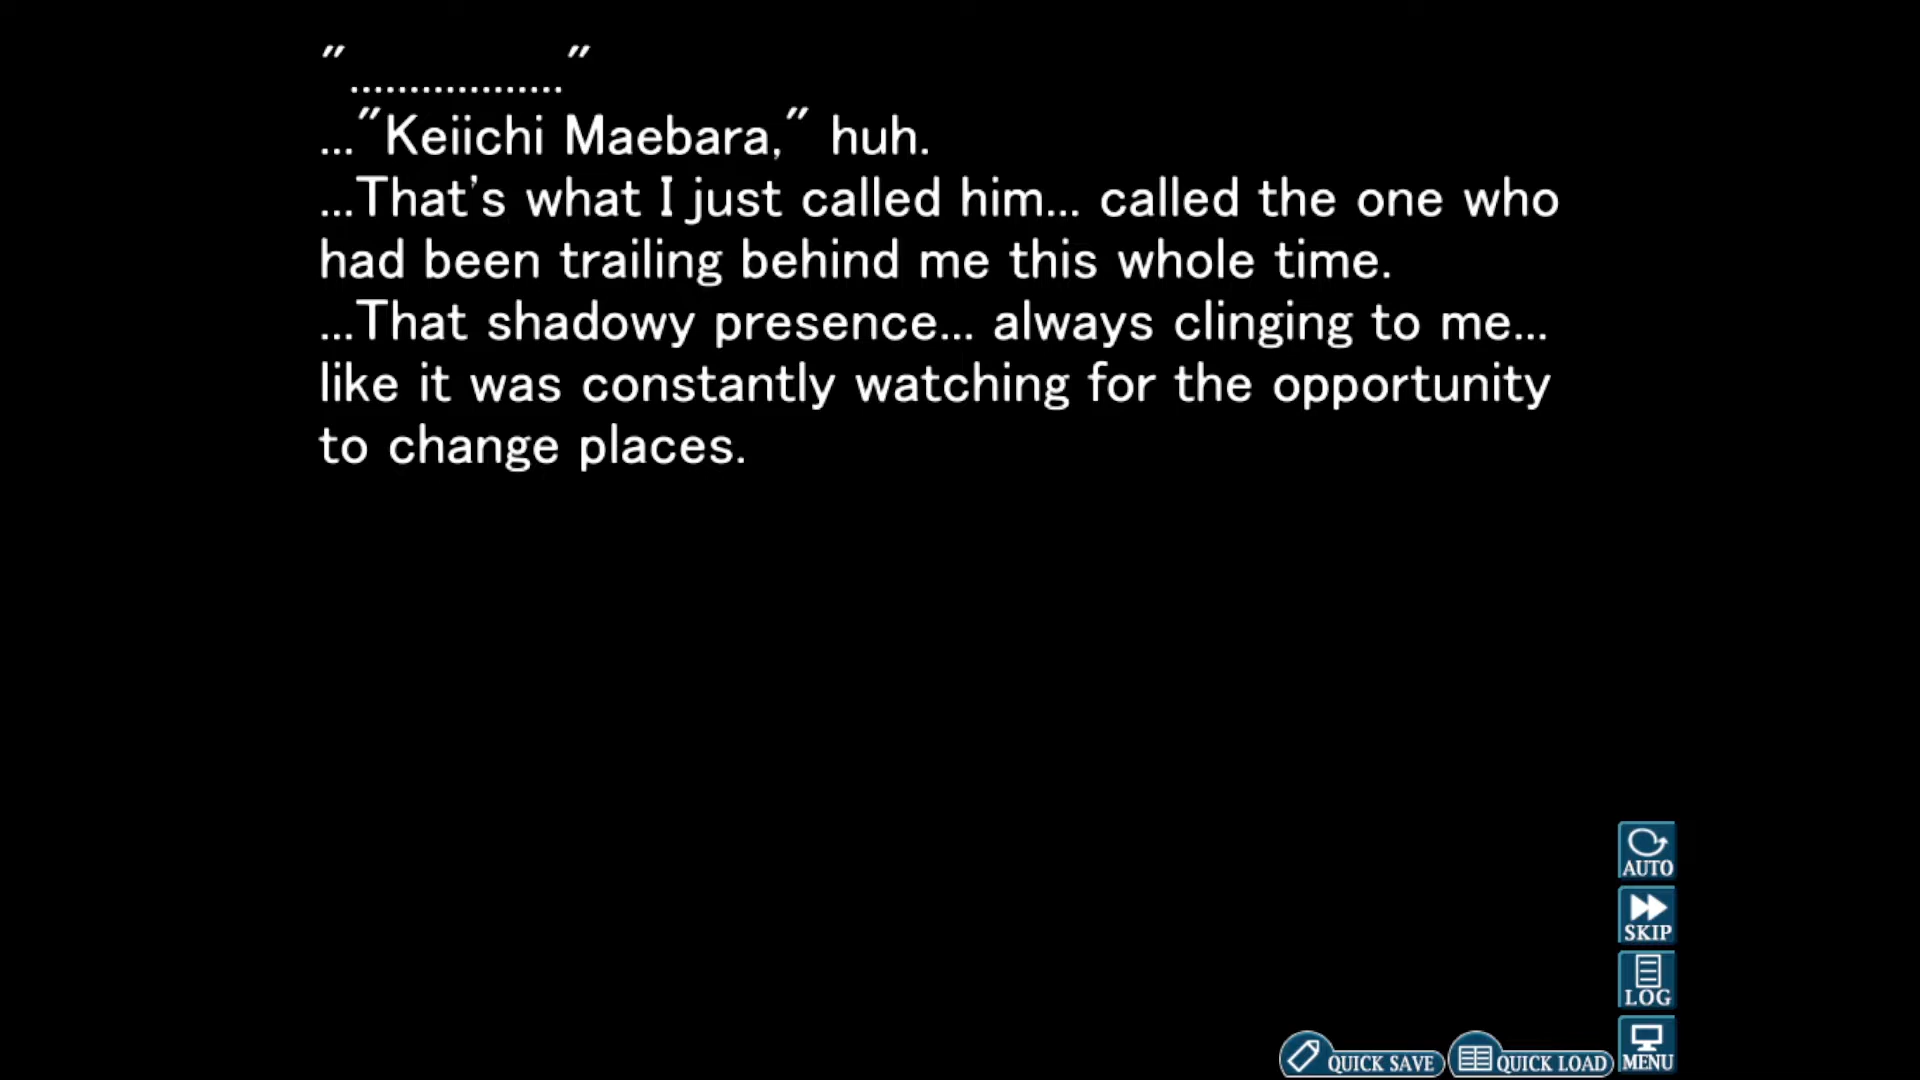 ".................."
..."Keiichi Maebara," huh.
...That's what I just called him... called the one who
had been trailing behind me this whole time.
...That shadowy presence... always clinging to me...
like it was constantly watching for the opportunity
to change places.
AUTO
SKIP
LOG
MENU
QUICK SAVE
QUICK LOAD